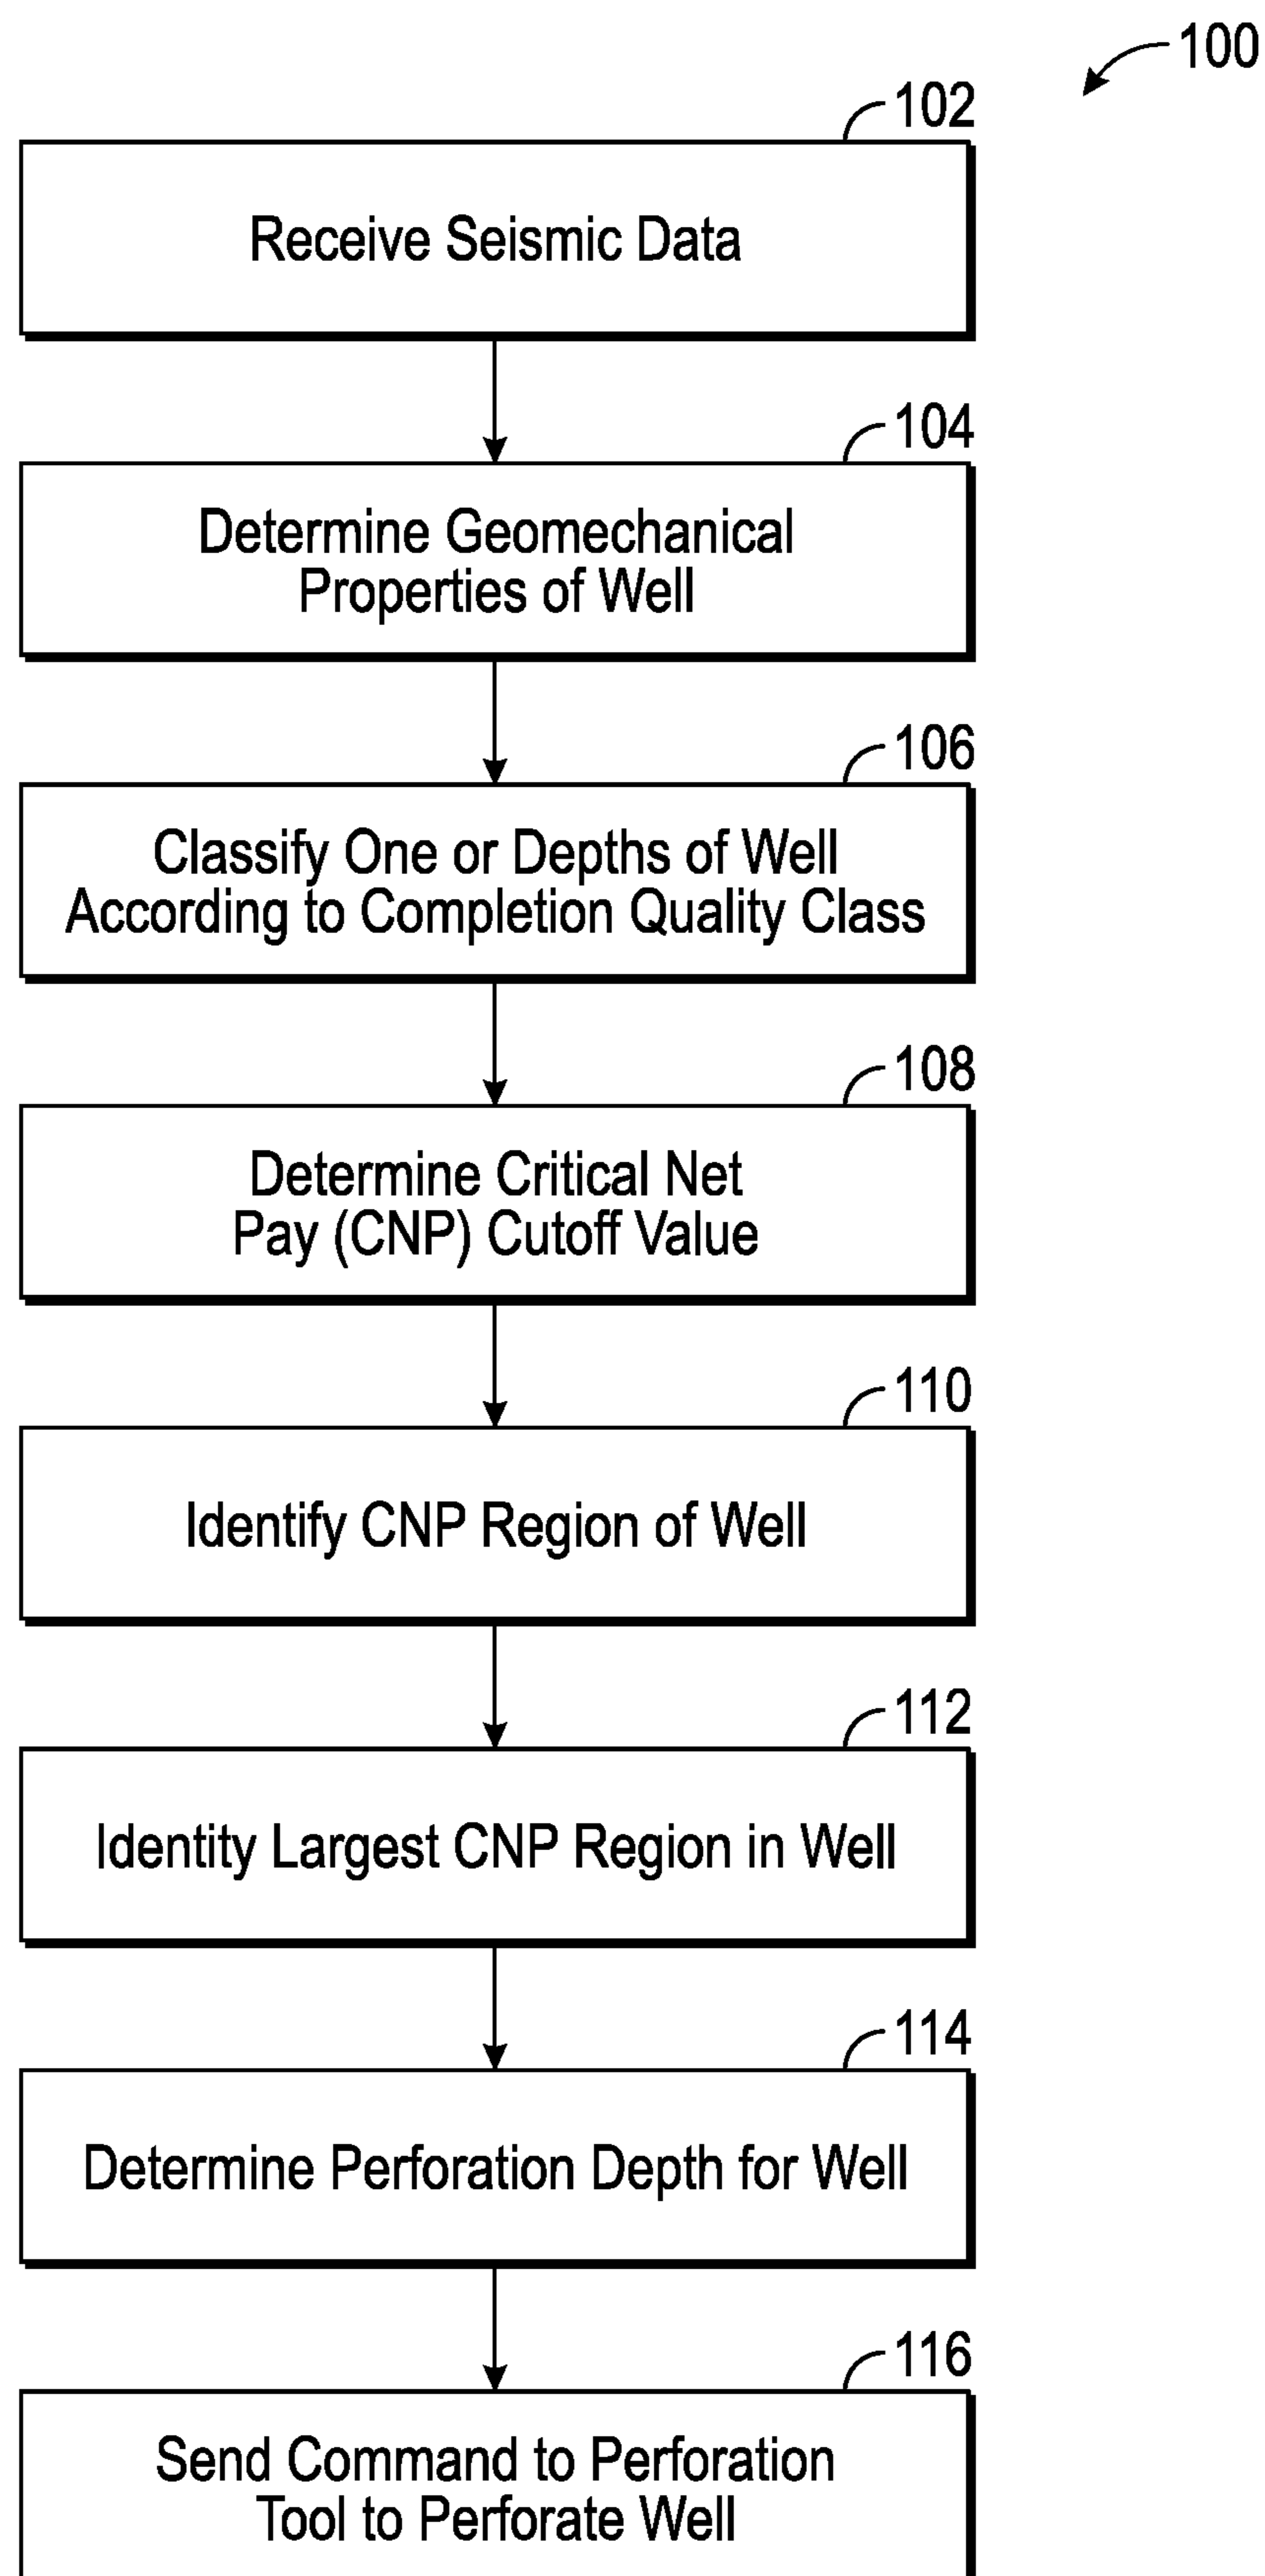 100
102
Receive Seismic Data
104
Determine Geomechanical
Properties of Well
106
Classify One or Depths of Well
According to Completion Quality Class
108
Determine Critical Net
Pay (CNP) Cutoff Value
110
Identify CNP Region of Well
112
Identity Largest CNP Region in Well
114
Determine Perforation Depth for Well
116
Send Command to Perforation
Tool to Perforate Well